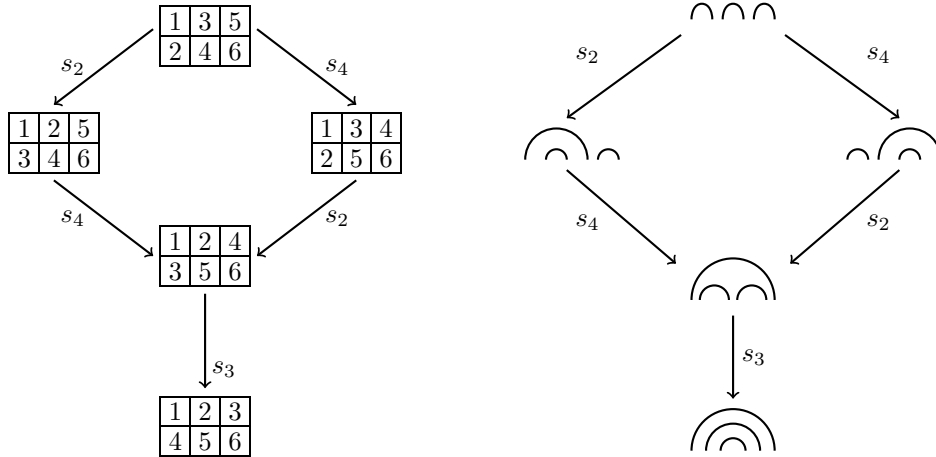 1 3 5
2 4 6
s₂ s₄ s₂ s₄
1 2 5 1 3 4
3 4 6 2 5 6
s₄ s₂ s₄ s₂
1 2 4
3 5 6
s₃ s₃
1 2 3
4 5 6